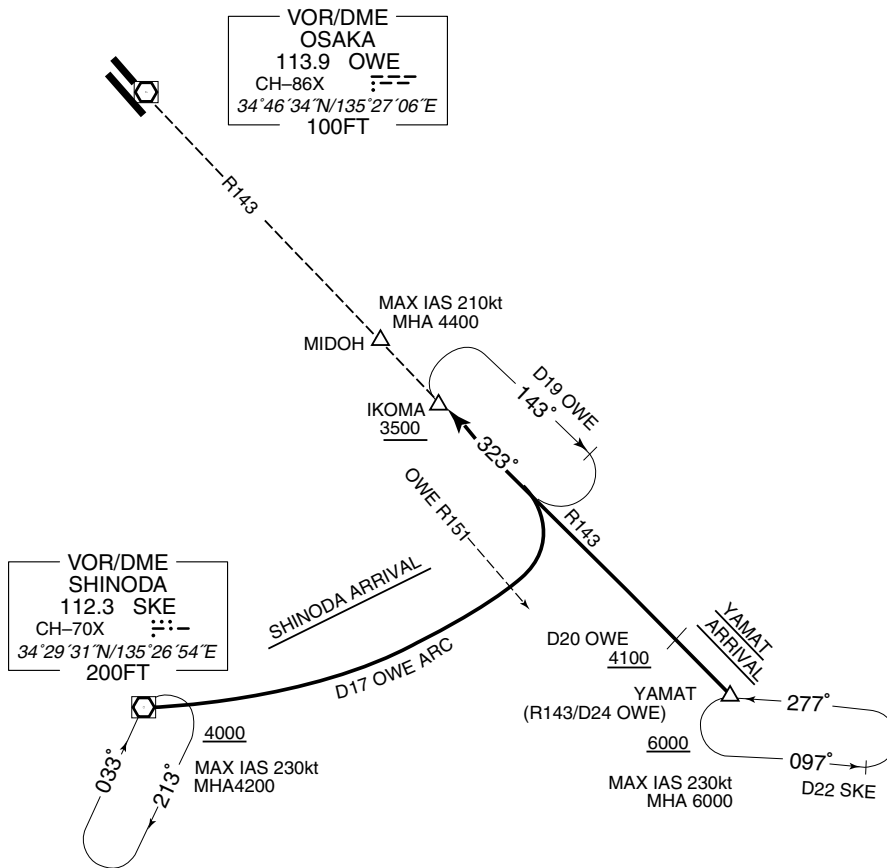 VOR/DME
OSAKA
113.9 OWE
CH–86X
34°46´34˝N/135°27´06˝E
100FT
R143
MAX IAS 210kt
MHA 4400
MIDOH
D19 OWE
143°
IKOMA
3500
323°
OWE R151
R143
VOR/DME
SHINODA
112.3 SKE
CH–70X
34°29´31˝N/135°26´54˝E
200FT
SHINODA ARRIVAL
D17 OWE ARC
D20 OWE
4100
YAMAT
ARRIVAL
YAMAT
(R143/D24 OWE)
6000
277°
097°
D22 SKE
MAX IAS 230kt
MHA 6000
4000
MAX IAS 230kt
MHA4200
033°
213°